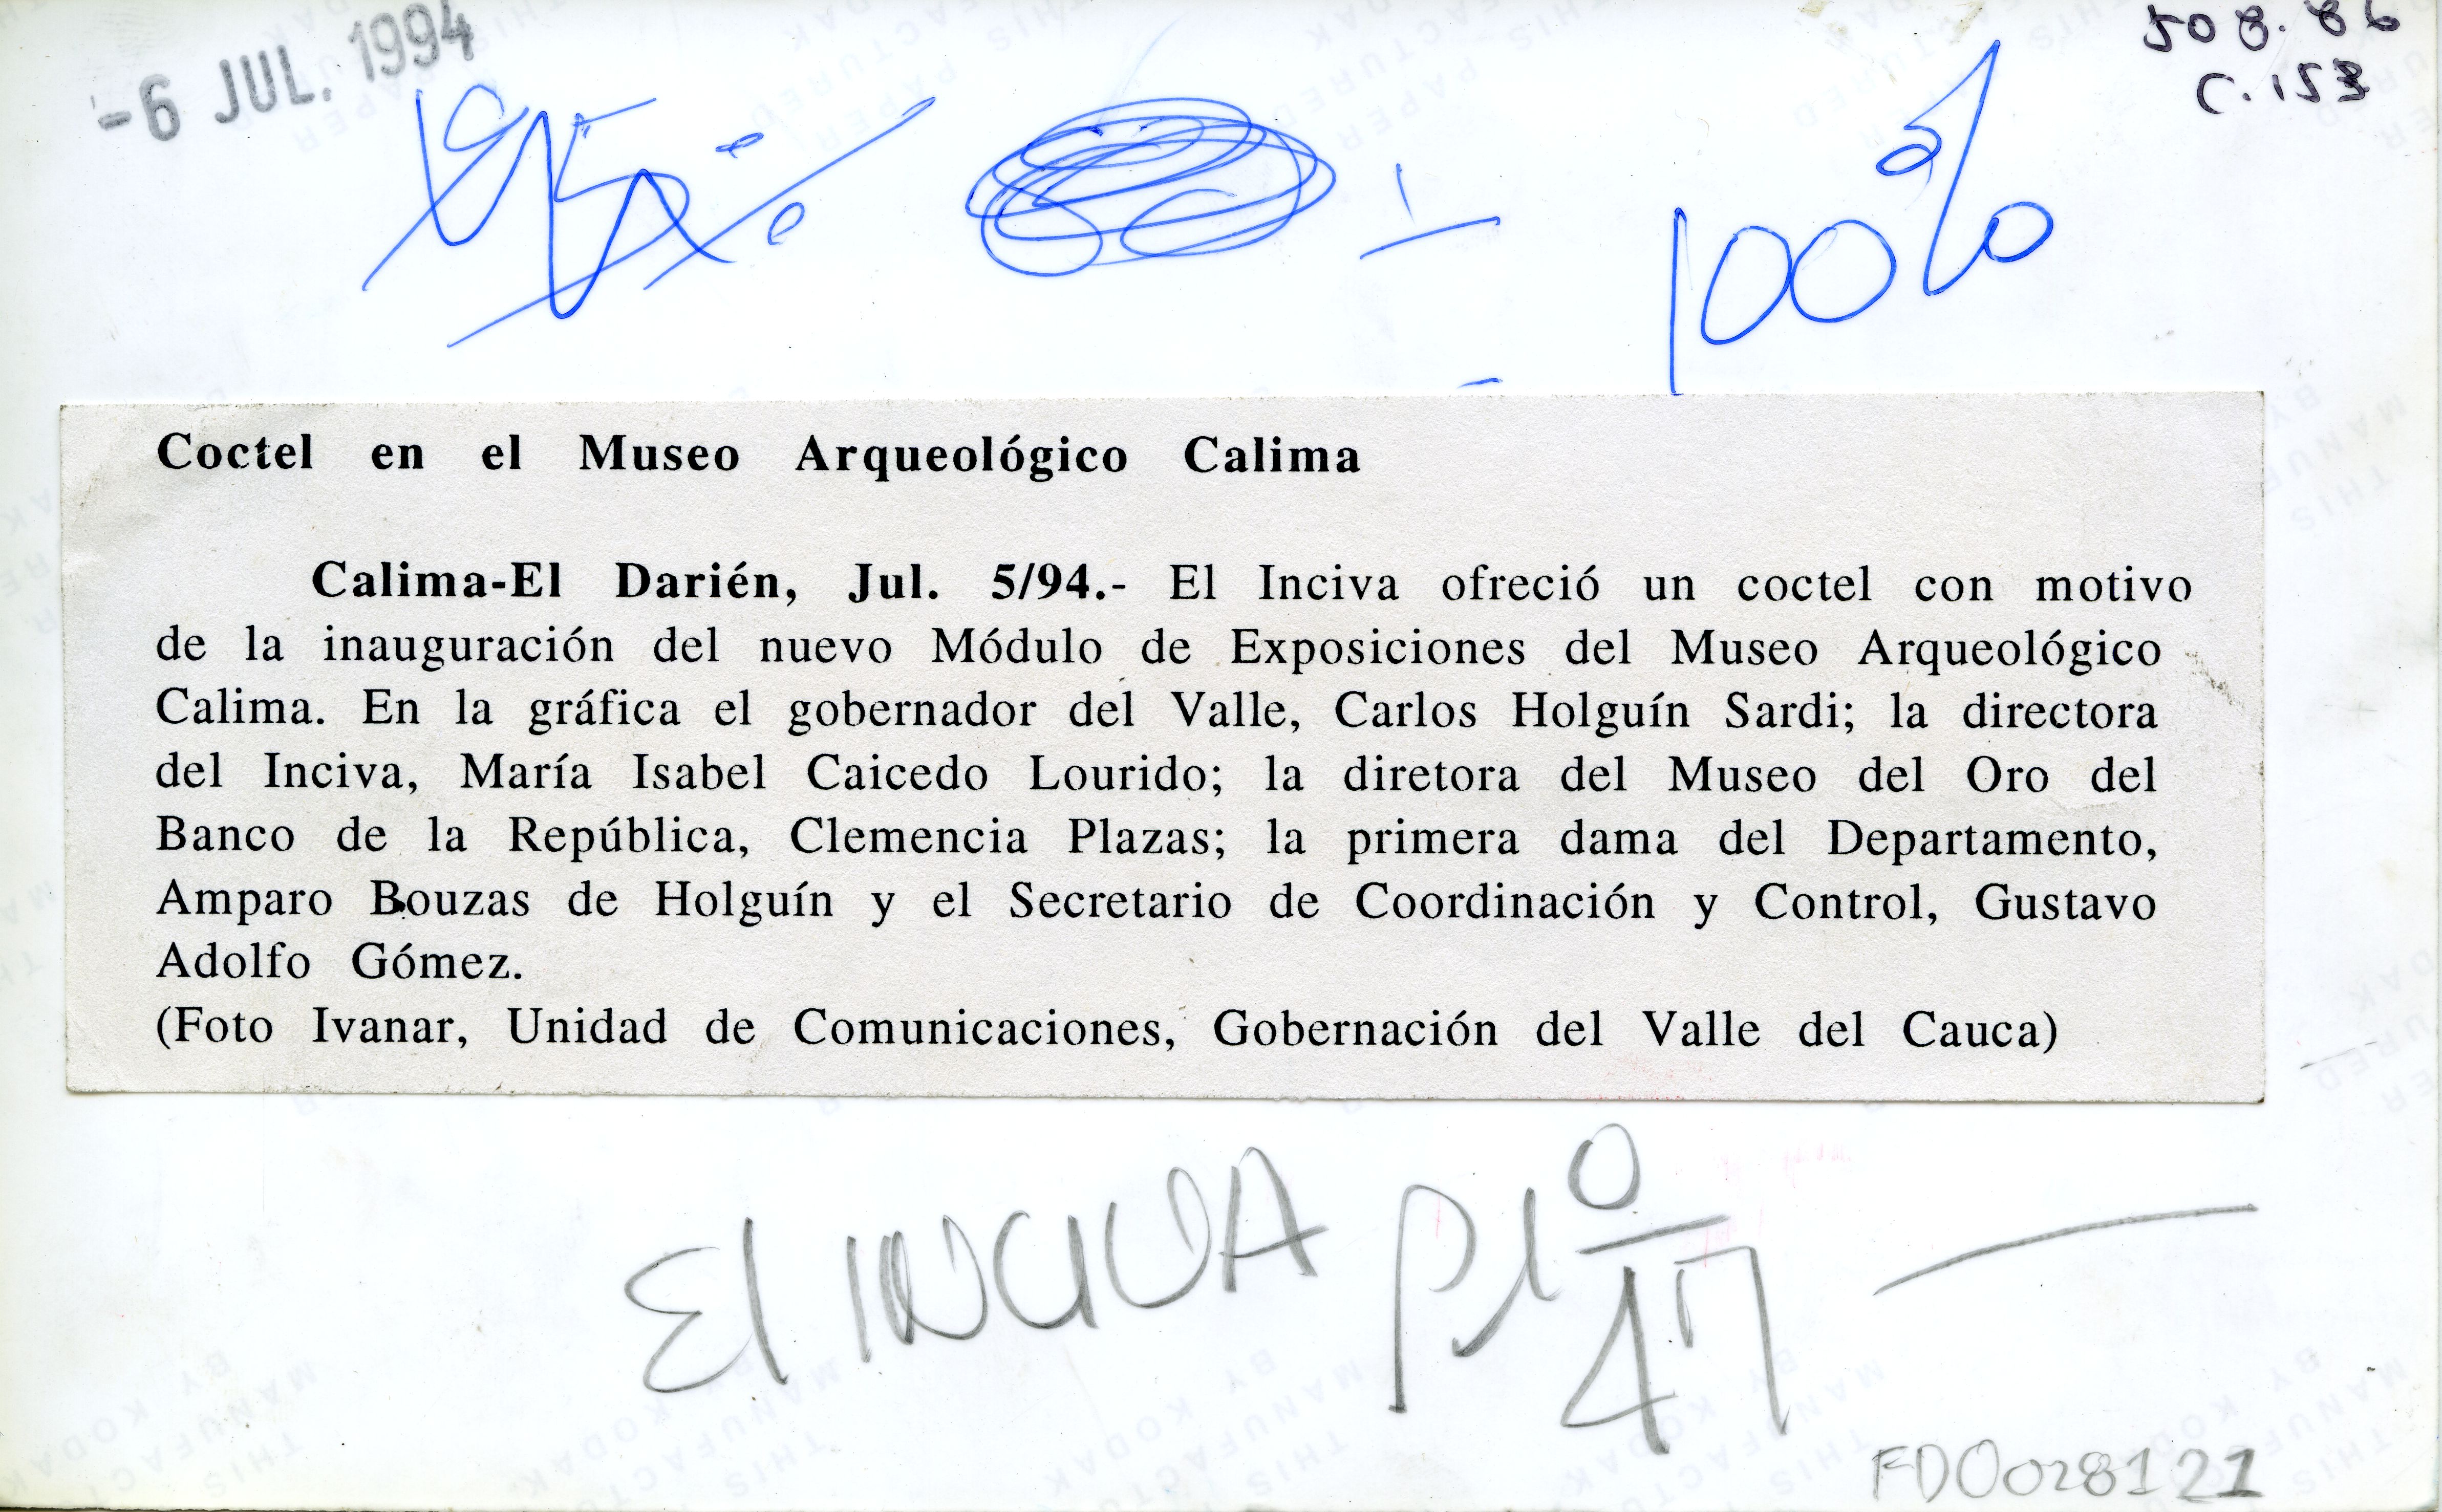 -6 JUL. 1994
508.86
C.153
100%
Coctel en el Museo Arqueológico Calima
Calima-El Darién, Jul. 5/94.- El Inciva ofreció un coctel con motivo
de la inauguración del nuevo Módulo de Exposiciones del Museo Arqueológico
Calima. En la gráfica el gobernador del Valle, Carlos Holguín Sardi; la directora
del Inciva, María Isabel Caicedo Lourido; la diretora del Museo del Oro del
Banco de la República, Clemencia Plazas; la primera dama del Departamento,
Amparo Bouzas de Holguín y el Secretario de Coordinación y Control, Gustavo
Adolfo Gómez.
(Foto Ivanar, Unidad de Comunicaciones, Gobernación del Valle del Cauca)
El INCIVA
FD0028121